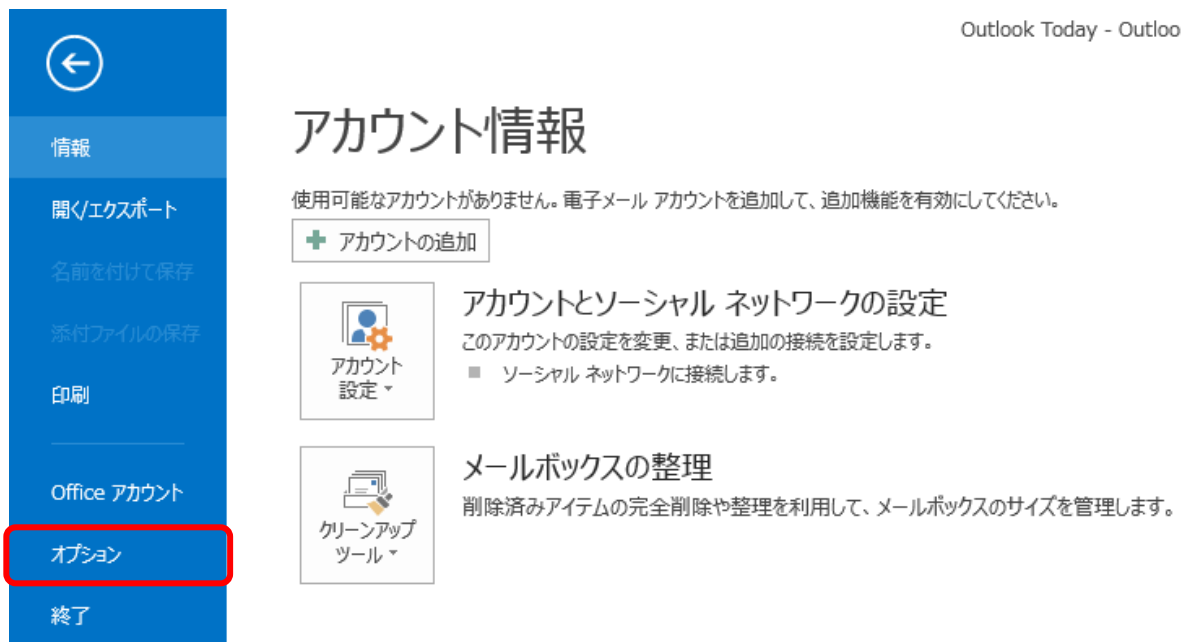 Outlook Today - Outloo
情報
開く/エクスポート
名前を付けて保存
添付ファイルの保存
印刷
Office アカウント
オプション
終了
アカウント情報
使用可能なアカウントがありません。電子メール アカウントを追加して、追加機能を有効にしてください。
アカウントの追加
アカウント
設定
アカウントとソーシャル ネットワークの設定
このアカウントの設定を変更、または追加の接続を設定します。
ソーシャル ネットワークに接続します。
クリーンアップ
ツール
メールボックスの整理
削除済みアイテムの完全削除や整理を利用して、メールボックスのサイズを管理します。